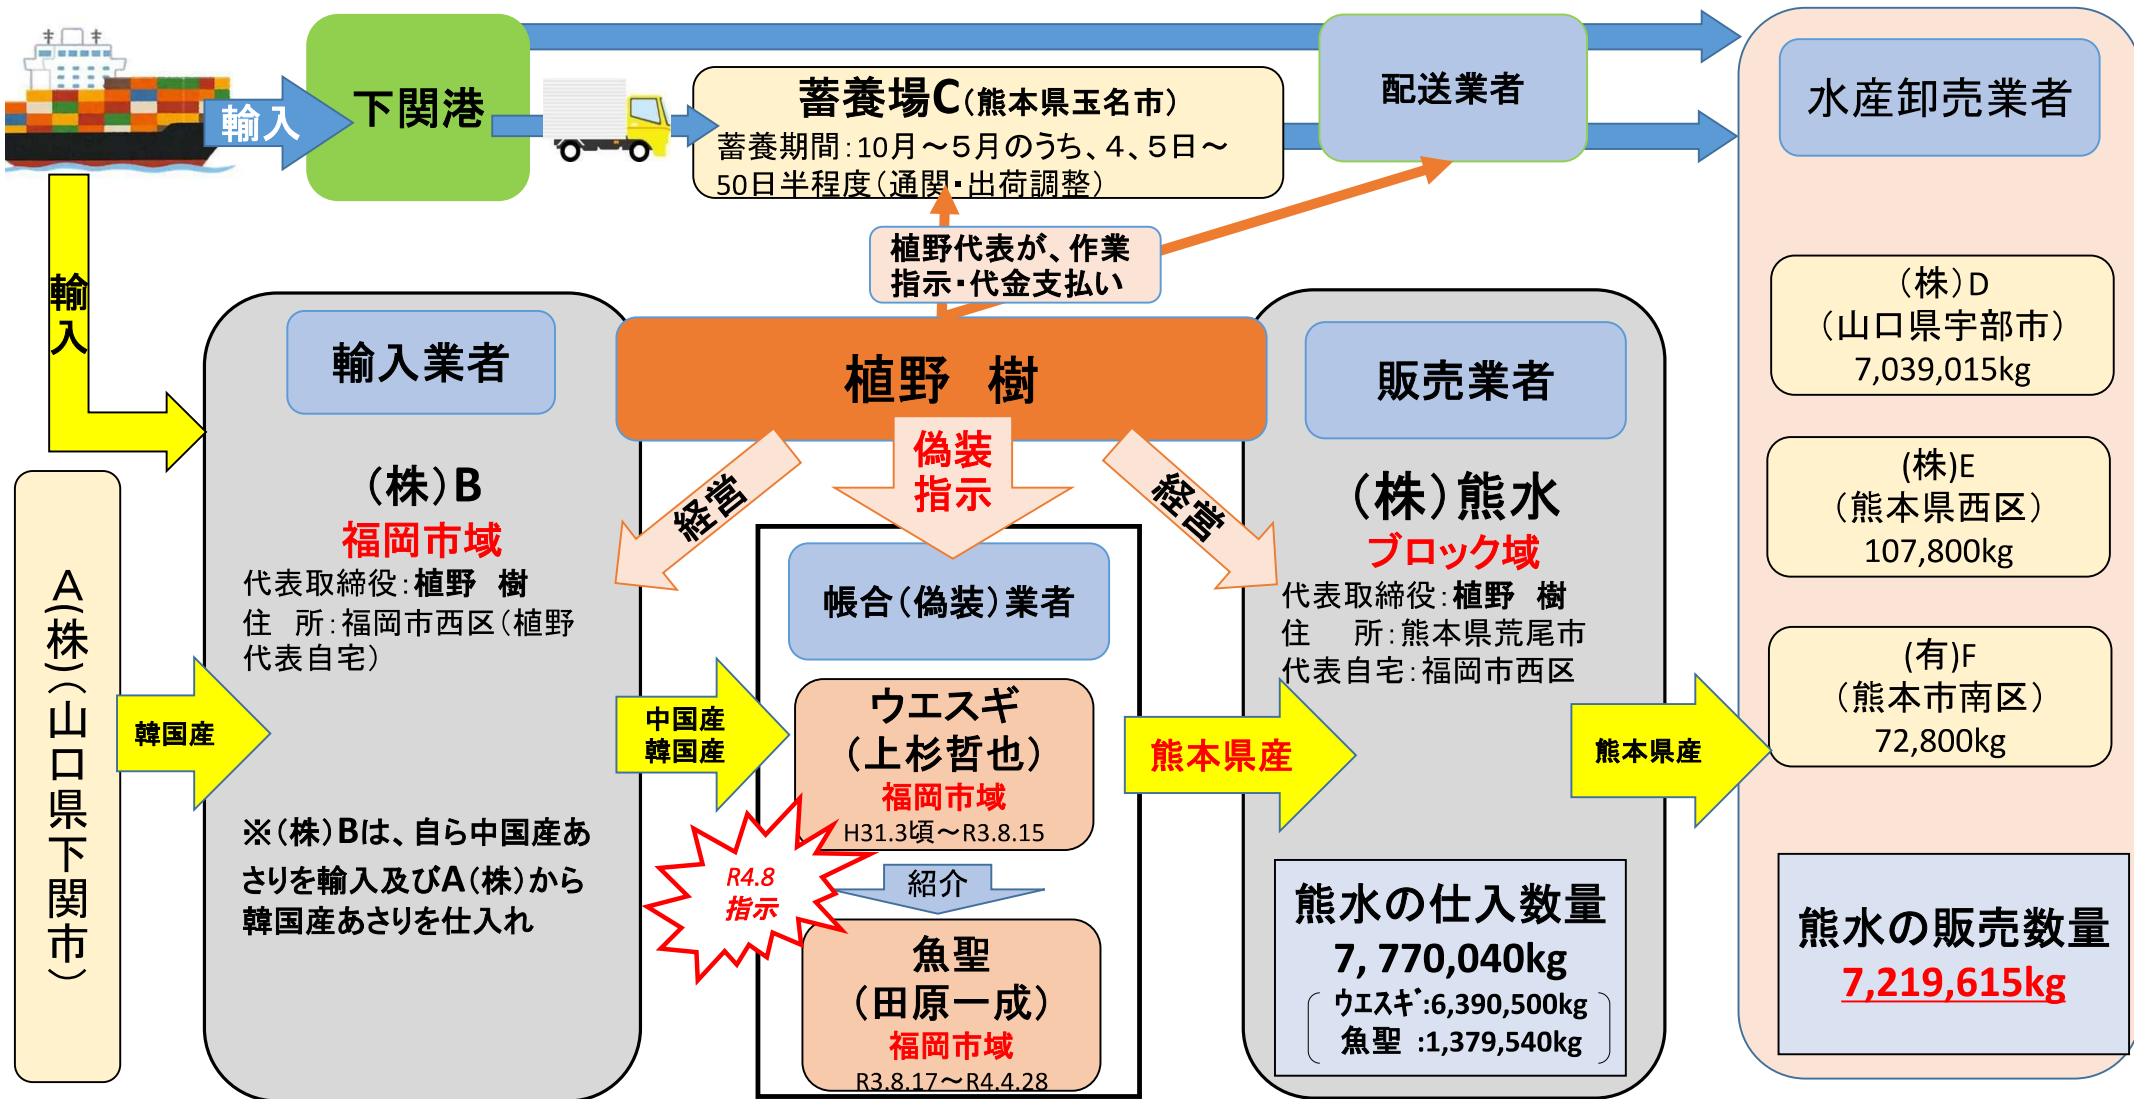 輸入
下関港
蓄養場C(熊本県玉名市)
蓄養期間:10月~5月のうち、4、5日~
50日半程度(通関・出荷調整)
配送業者
水産卸売業者
植野代表が、作業
指示・代金支払い
輸入
輸入業者
植野 樹
販売業者
(株)D
(山口県宇部市)
7,039,015kg
(株)E
(熊本県西区)
107,800kg
(有)F
(熊本市南区)
72,800kg
経営
偽装
指示
経営
A(株)(山口県下関市)
韓国産
(株)B
福岡市域
代表取締役:植野 樹
住 所:福岡市西区(植野
代表自宅)
※(株)Bは、自ら中国産あ
さりを輸入及びA(株)から
韓国産あさりを仕入れ
中国産
韓国産
帳合(偽装)業者
ウエスギ
(上杉哲也)
福岡市域
H31.3頃~R3.8.15
紹介
R4.8
指示
魚聖
(田原一成)
福岡市域
R3.8.17~R4.4.28
熊本県産
(株)熊水
ブロック域
代表取締役:植野 樹
住 所:熊本県荒尾市
代表自宅:福岡市西区
熊水の仕入数量
7,770,040kg
ウエスギ:6,390,500kg
魚聖 :1,379,540kg
熊本県産
熊水の販売数量
7,219,615kg